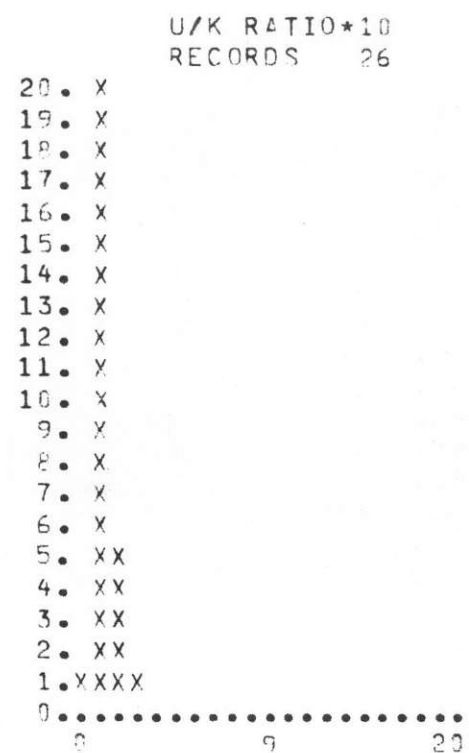 U/K RATIO*10
RECORDS 26
20. X
19. X
18. X
17. X
16. X
15. X
14. X
13. X
12. X
11. X
10. X
9. X
8. X
7. X
6. X
5. XX
4. XX
3. XX
2. XX
1.XXXX
0......................
0 9 20